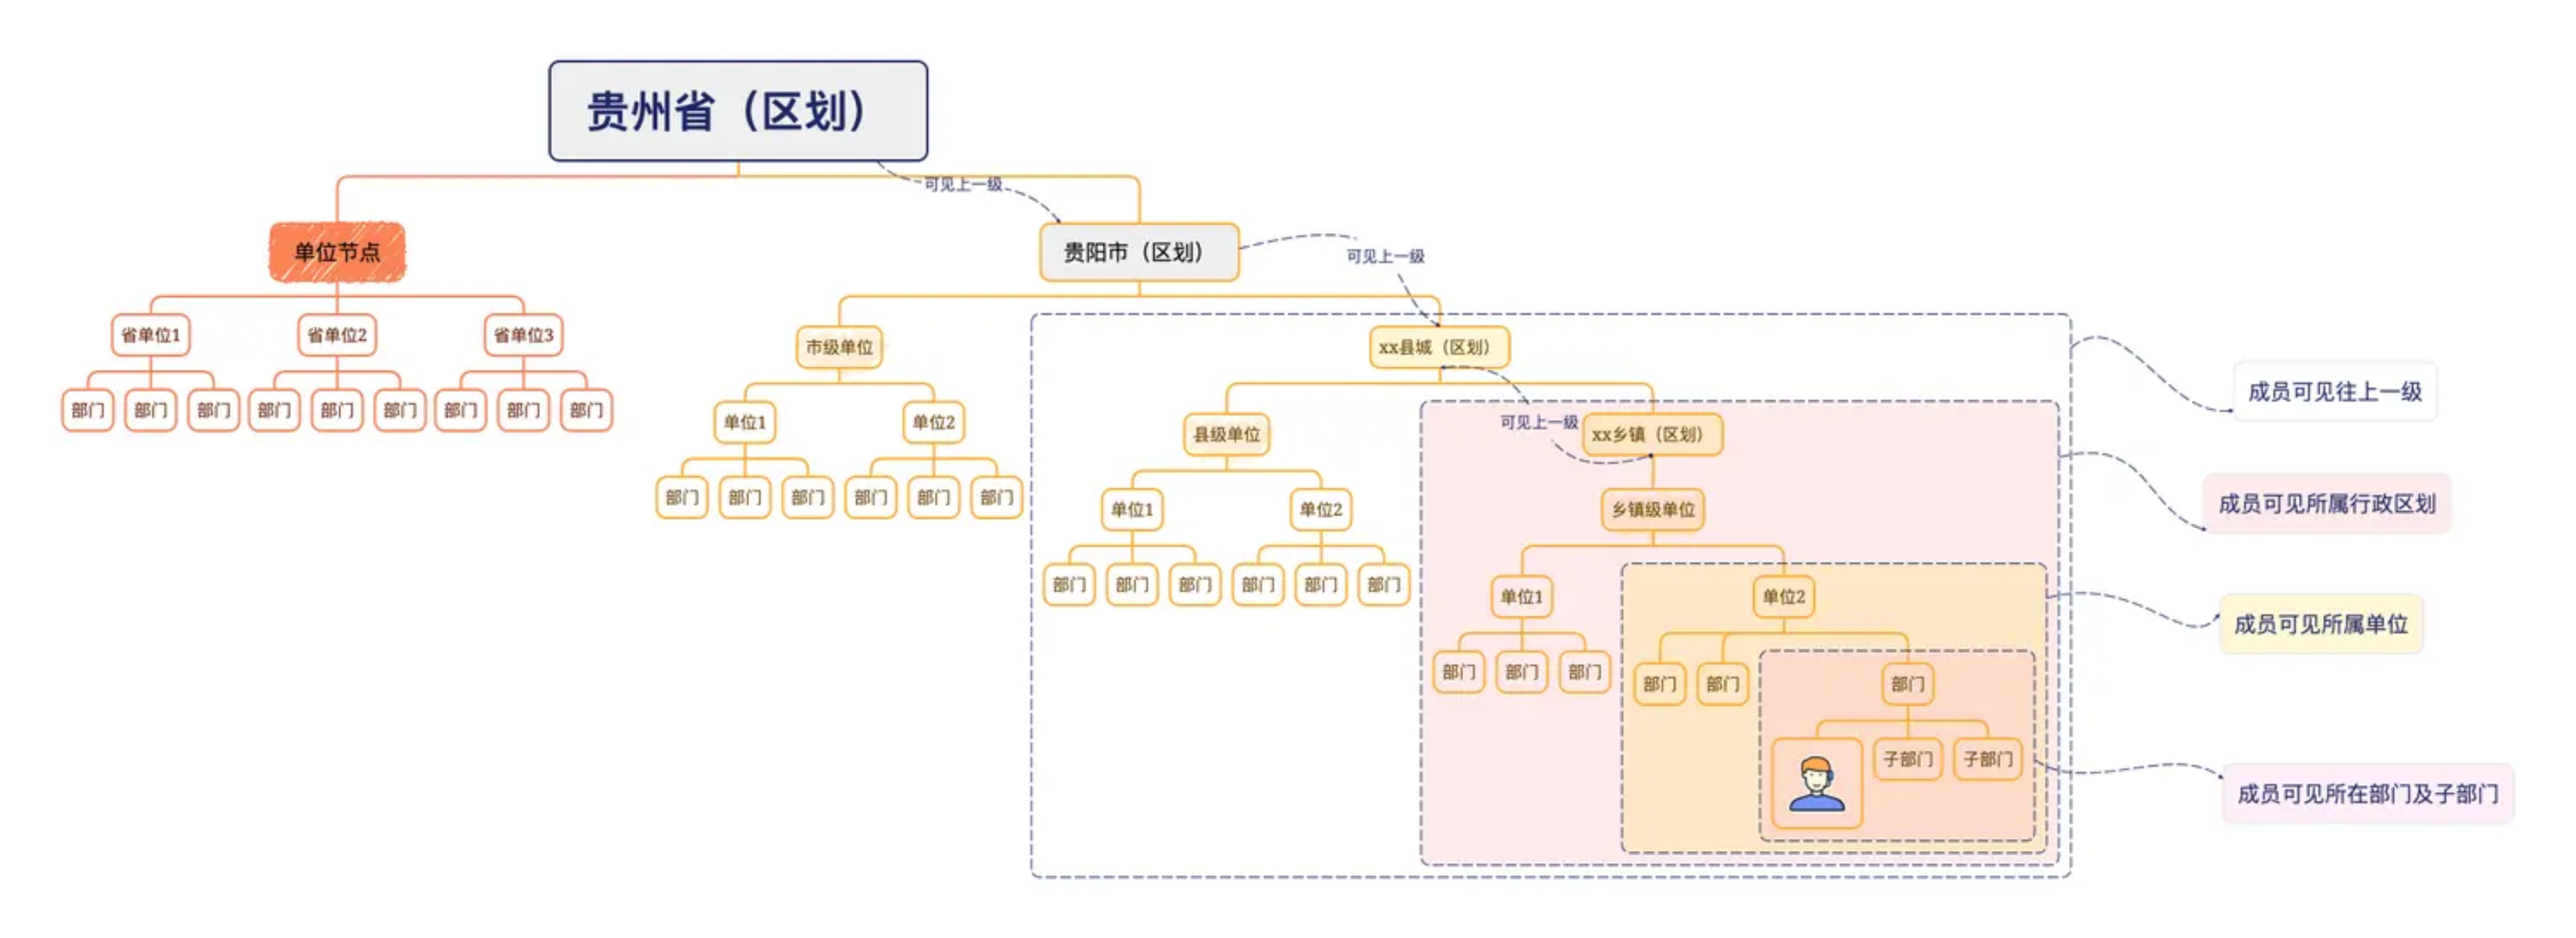 贵州省（区划）
可见上一级
单位节点
贵阳市（区划）
可见上一级
省单位1
省单位2
省单位3
部门
部门
部门
部门
部门
部门
部门
部门
部门
市级单位
xx县城（区划）
单位1
单位2
部门
部门
部门
部门
部门
部门
可见上一级
县级单位
xx乡镇（区划）
单位1
单位2
部门
部门
部门
部门
部门
部门
乡镇级单位
单位1
单位2
部门
部门
部门
部门
部门
部门
子部门
子部门
成员可见往上一级
成员可见所属行政区划
成员可见所属单位
成员可见所在部门及子部门